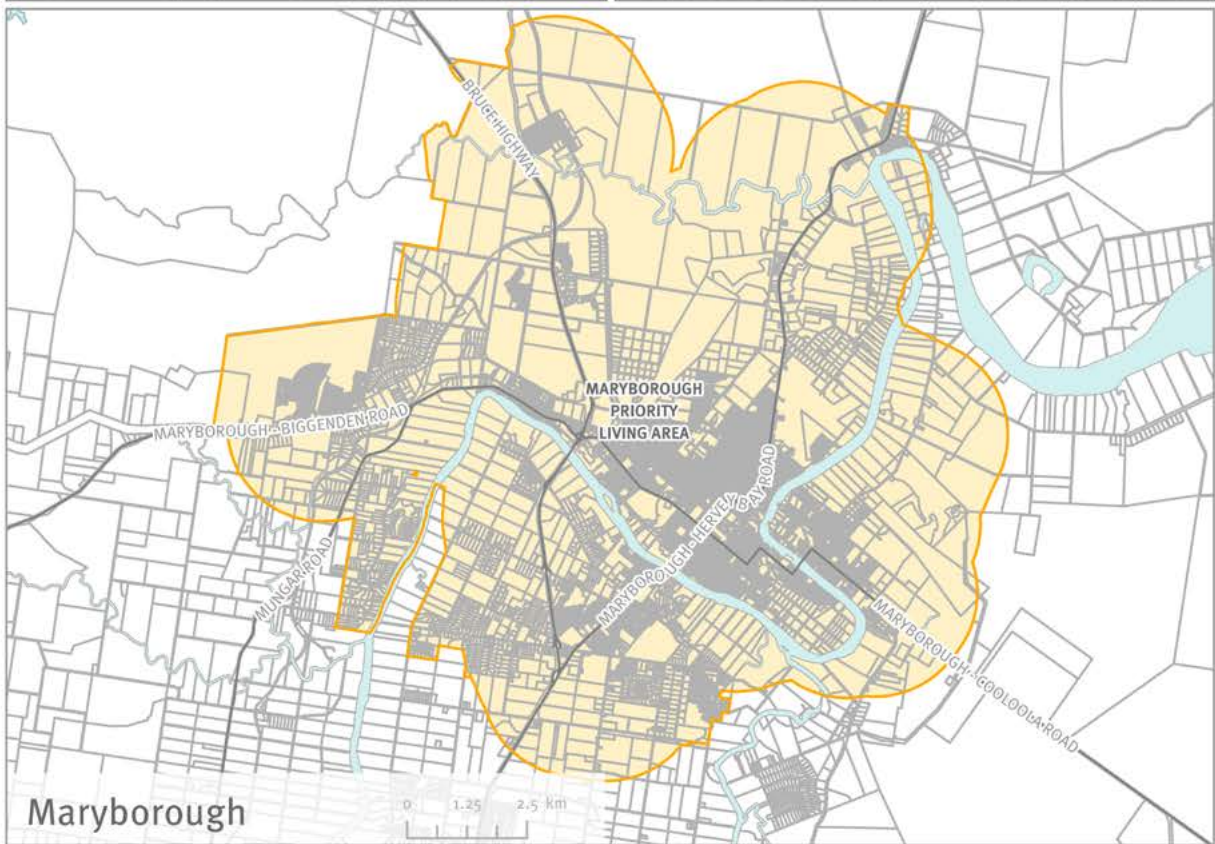 BRUCE HIGHWAY
MARYBOROUGH
PRIORITY
LIVING AREA
MARYBOROUGH - BIGGENDEN ROAD
MARYBOROUGH - HERVEY BAY ROAD
MUNGAR ROAD
MARYBOROUGH - COOLOOLA ROAD
Maryborough
0 1.25 2.5 km